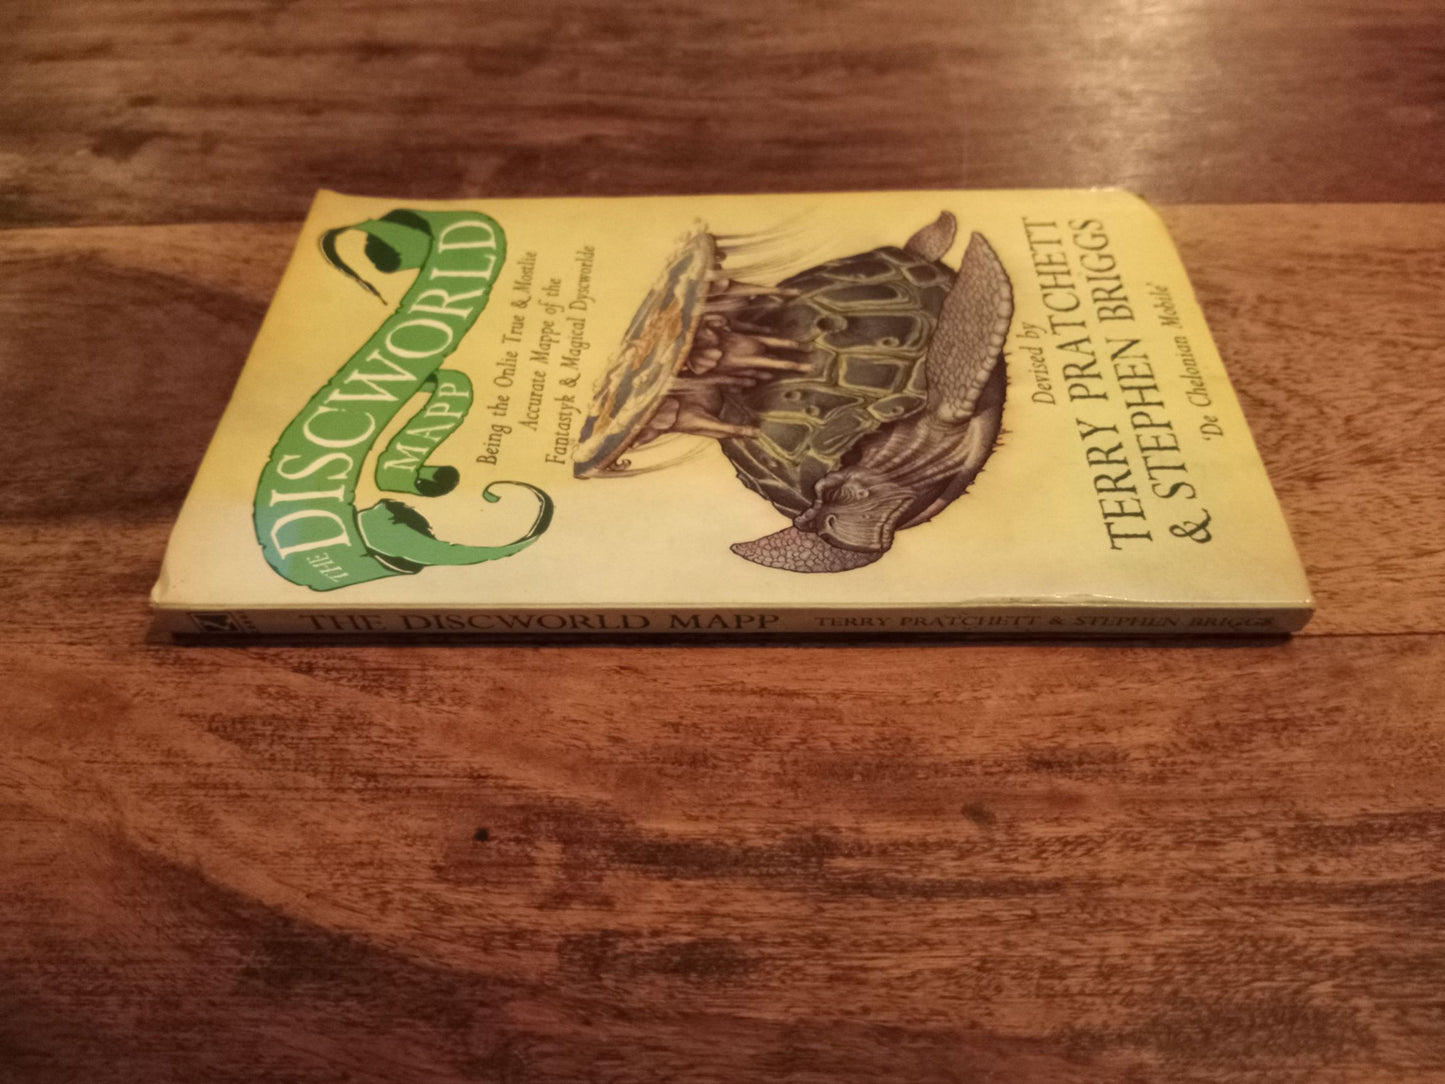 THE
DISCWORLD
MAPP
Being the Onlie True & Mostlie
Accurate Mappe of the
Fantastyk & Magical Dyscworlde
Devised by
TERRY PRATCHETT
& STEPHEN BRIGGS
'De Chelonian Mobile'
THE DISCWORLD MAPP TERRY PRATCHETT & STEPHEN BRIGGS